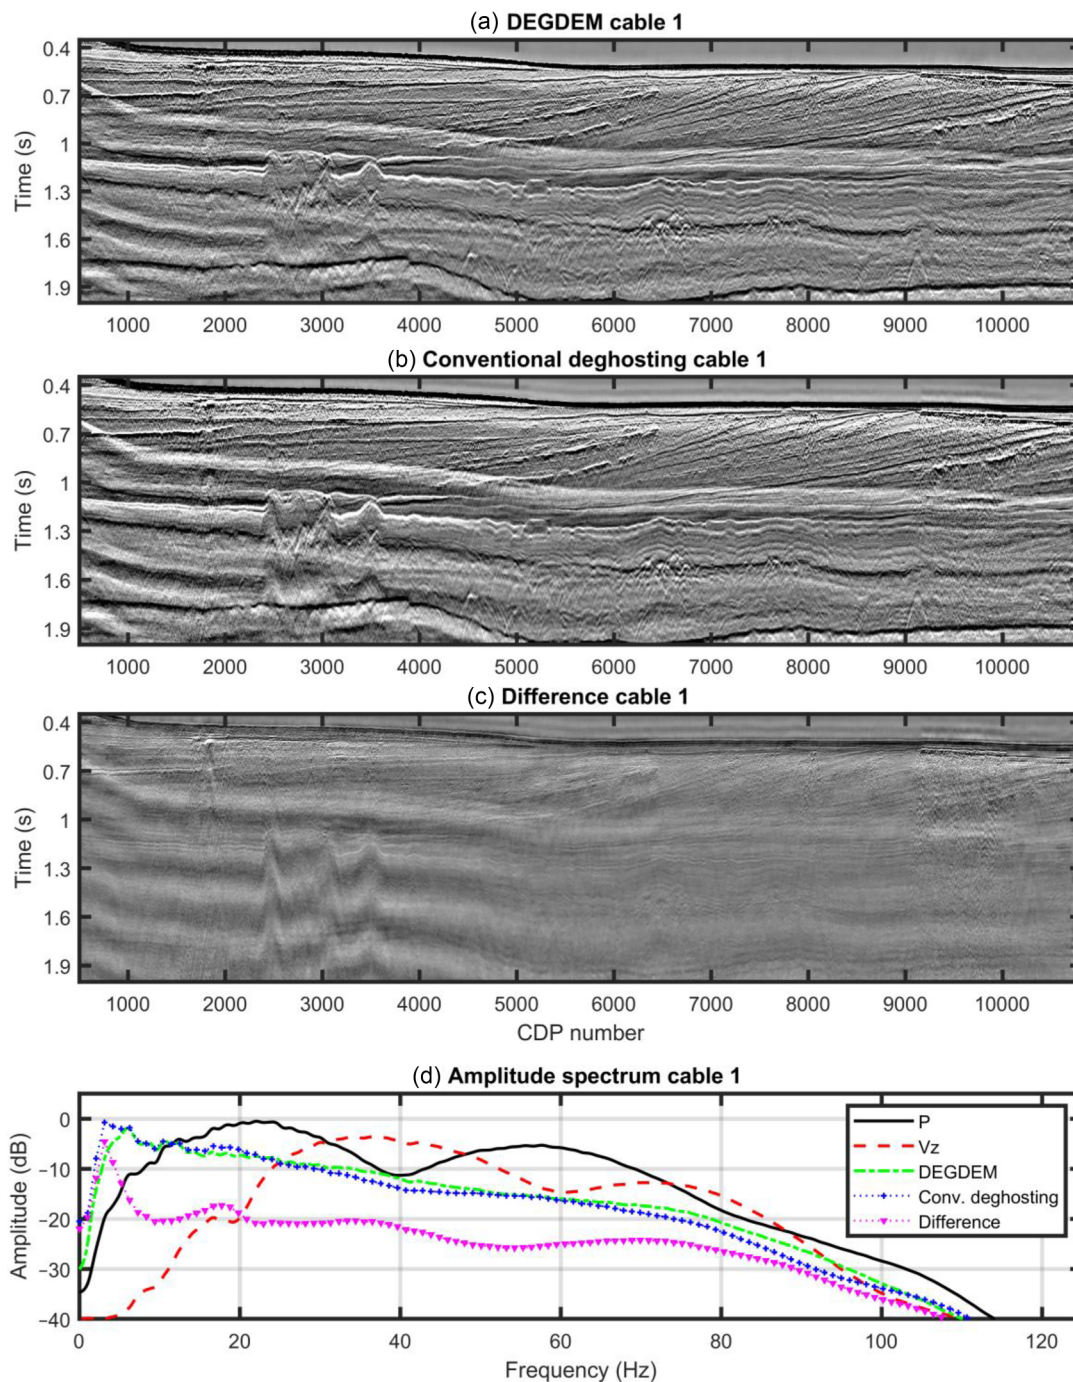 (a) DEGDEM cable 1
0.4
0.7
1
1.3
1.6
1.9
Time (s)
1000 2000 3000 4000 5000 6000 7000 8000 9000 10000
(b) Conventional deghosting cable 1
0.4
0.7
1
1.3
1.6
1.9
Time (s)
1000 2000 3000 4000 5000 6000 7000 8000 9000 10000
(c) Difference cable 1
0.4
0.7
1
1.3
1.6
1.9
Time (s)
1000 2000 3000 4000 5000 6000 7000 8000 9000 10000
CDP number
(d) Amplitude spectrum cable 1
0
−10
−20
−30
−40
Amplitude (dB)
P
Vz
DEGDEM
Conv. deghosting
Difference
0 20 40 60 80 100 120
Frequency (Hz)